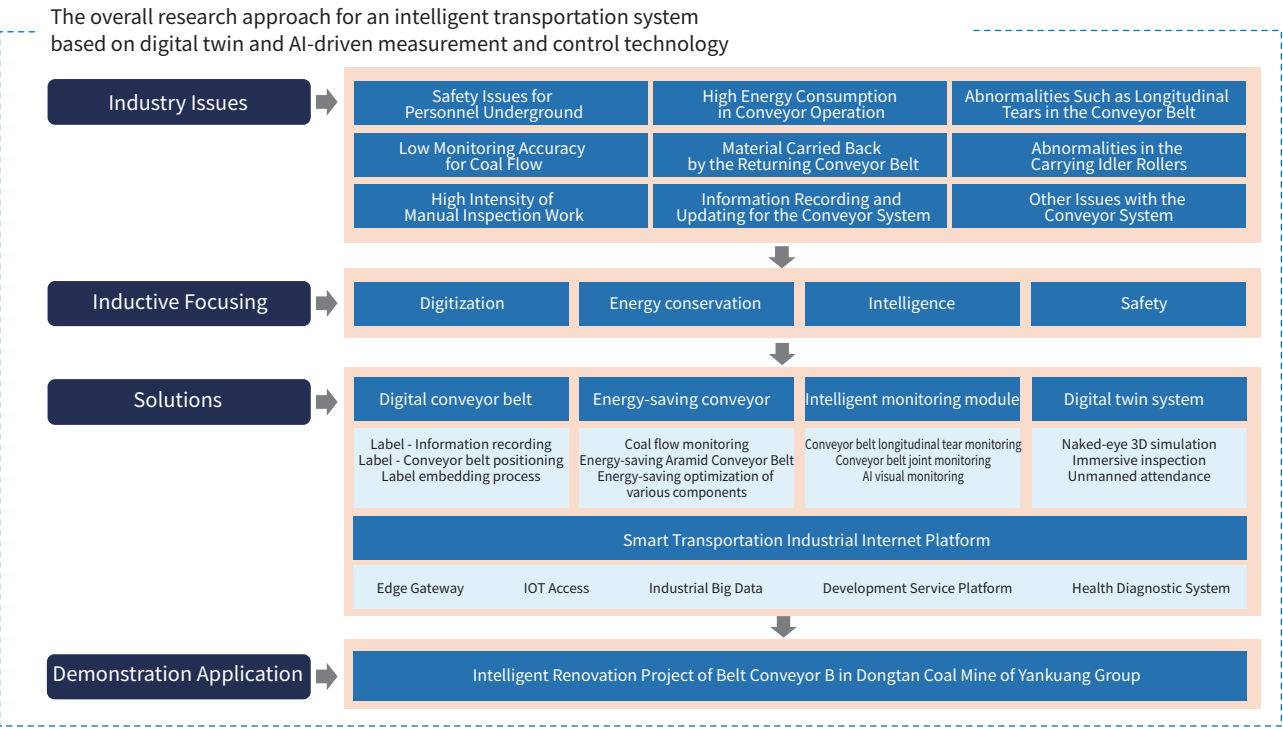 The overall research approach for an intelligent transportation system
based on digital twin and AI-driven measurement and control technology
Industry Issues
Safety Issues for
Personnel Underground
High Energy Consumption
in Conveyor Operation
Abnormalities Such as Longitudinal
Tears in the Conveyor Belt
Low Monitoring Accuracy
for Coal Flow
Material Carried Back
by the Returning Conveyor Belt
Abnormalities in the
Carrying Idler Rollers
High Intensity of
Manual Inspection Work
Information Recording and
Updating for the Conveyor System
Other Issues with the
Conveyor System
Inductive Focusing
Digitization
Energy conservation
Intelligence
Safety
Solutions
Digital conveyor belt
Energy-saving conveyor
Intelligent monitoring module
Digital twin system
Label - Information recording
Label - Conveyor belt positioning
Label embedding process
Coal flow monitoring
Energy-saving Aramid Conveyor Belt
Energy-saving optimization of
various components
Conveyor belt longitudinal tear monitoring
Conveyor belt joint monitoring
AI visual monitoring
Naked-eye 3D simulation
Immersive inspection
Unmanned attendance
Smart Transportation Industrial Internet Platform
Edge Gateway
IOT Access
Industrial Big Data
Development Service Platform
Health Diagnostic System
Demonstration Application
Intelligent Renovation Project of Belt Conveyor B in Dongtan Coal Mine of Yankuang Group